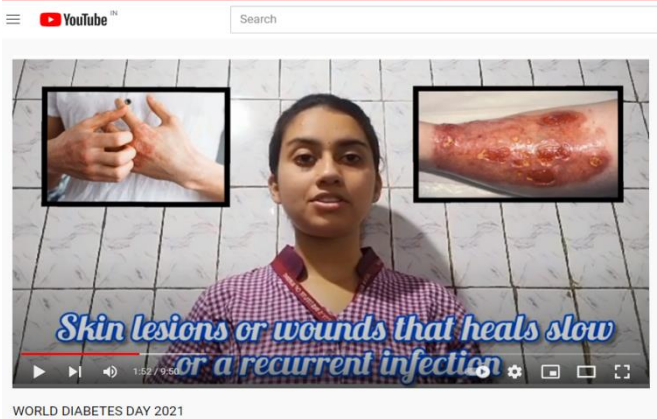 YouTube IN
Search
Skin lesions or wounds that heals slow
or a recurrent infection
1:52 / 9:50
WORLD DIABETES DAY 2021